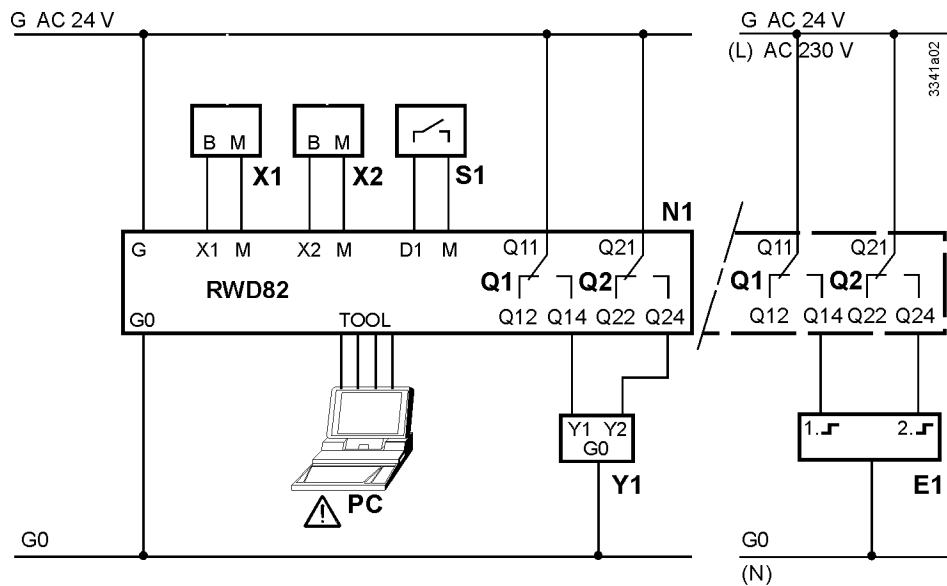 G AC 24 V
G AC 24 V
(L) AC 230 V
3341a02
B M
X1
B M
X2
S1
N1
G X1 M X2 M D1 M Q11 Q21
Q1 Q2
RWD82
G0 TOOL Q12 Q14 Q22 Q24
Q11 Q21
Q1 Q2
Q12 Q14 Q22 Q24
Y1 Y2
G0
Y1
1. 2.
E1
PC
G0
G0
(N)